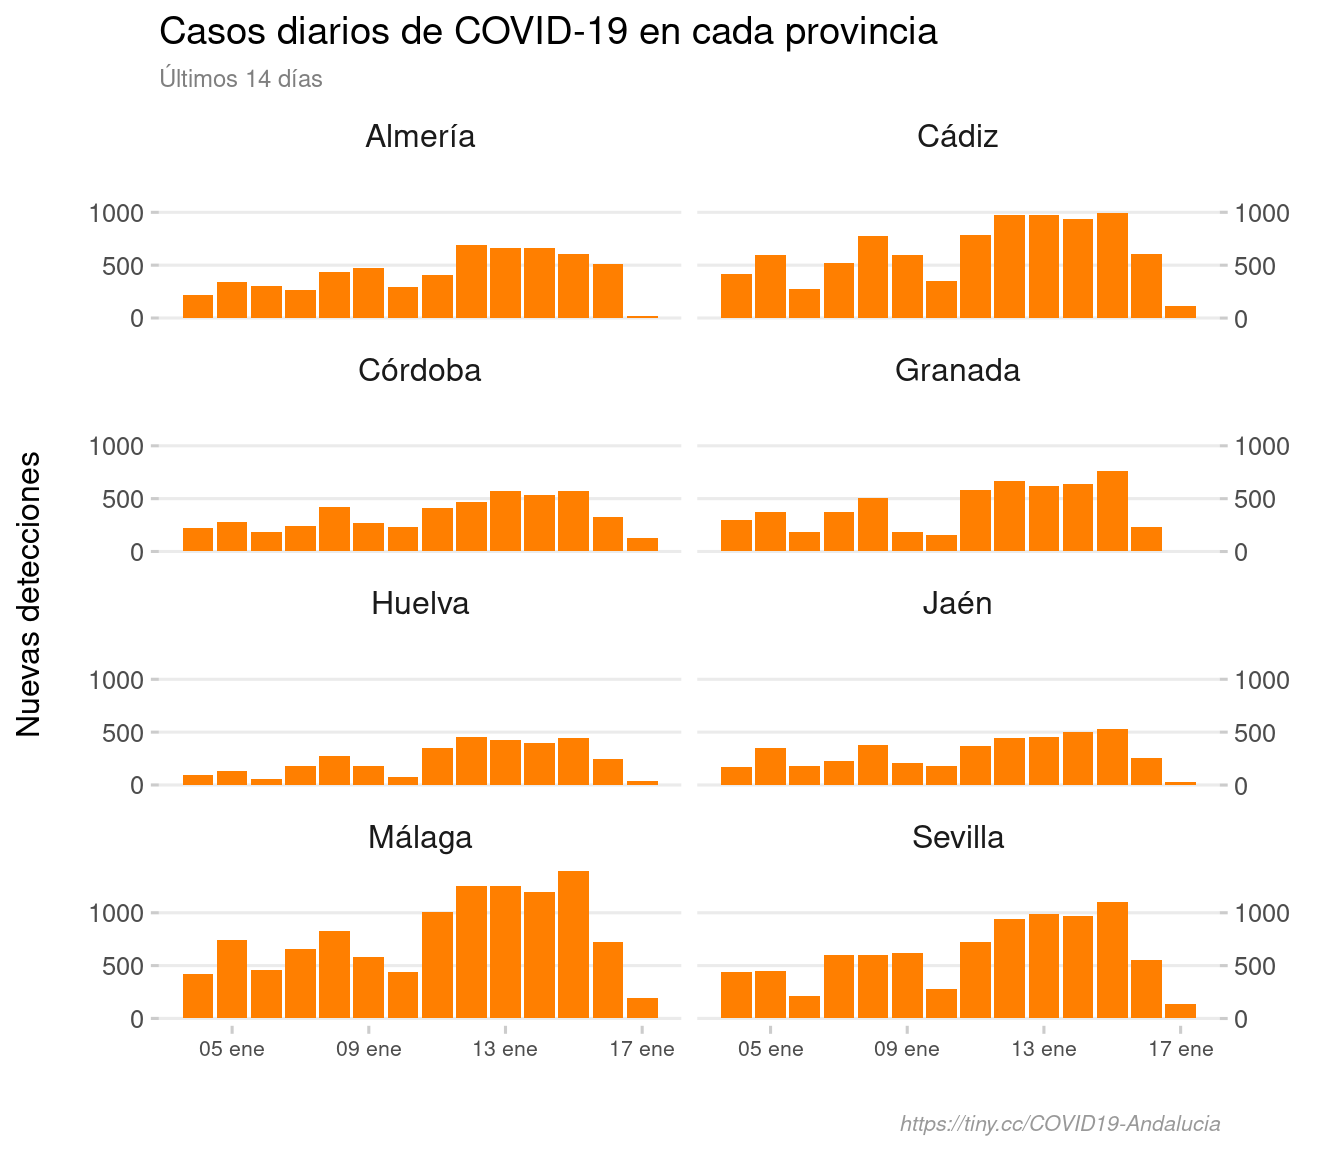 Casos diarios de COVID-19 en cada provincia
Últimos 14 días
Almería
Cádiz
1000
500
0
1000
500
0
Córdoba
Granada
1000
500
0
1000
500
0
Nuevas detecciones
Huelva
Jaén
1000
500
0
1000
500
0
Málaga
Sevilla
1000
500
0
1000
500
0
05 ene 09 ene 13 ene 17 ene
05 ene 09 ene 13 ene 17 ene
https://tiny.cc/COVID19-Andalucia